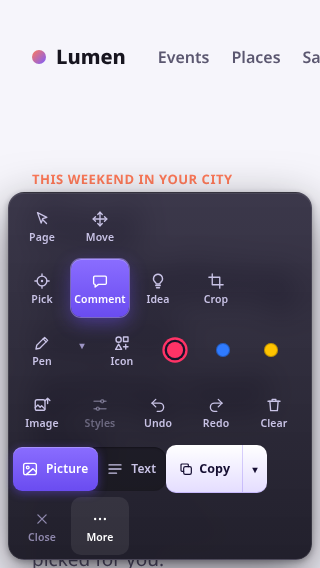 Lumen Events Places Sa
THIS WEEKEND IN YOUR CITY
Page Move
Pick Comment Idea Crop
Pen Icon
Image Styles Undo Redo Clear
Picture Text Copy
Close More
picked for you.